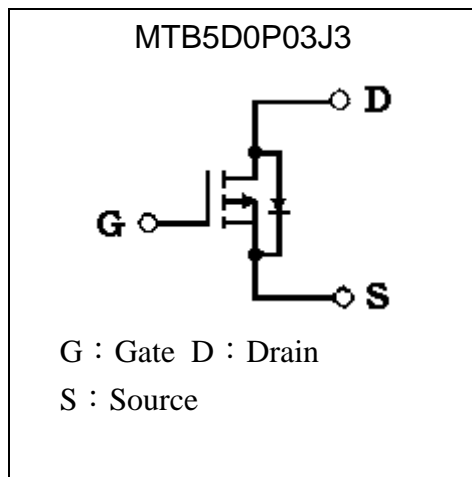 MTB5D0P03J3
D
G
S
G：Gate D：Drain
S：Source